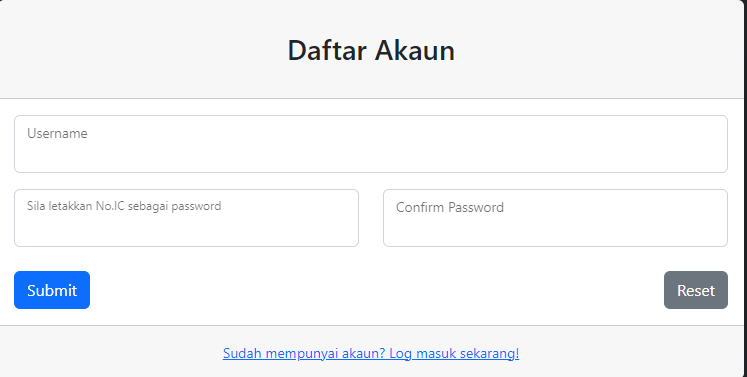 Daftar Akaun
Username
Sila letakkan No.IC sebagai password
Confirm Password
Submit
Reset
Sudah mempunyai akaun? Log masuk sekarang!